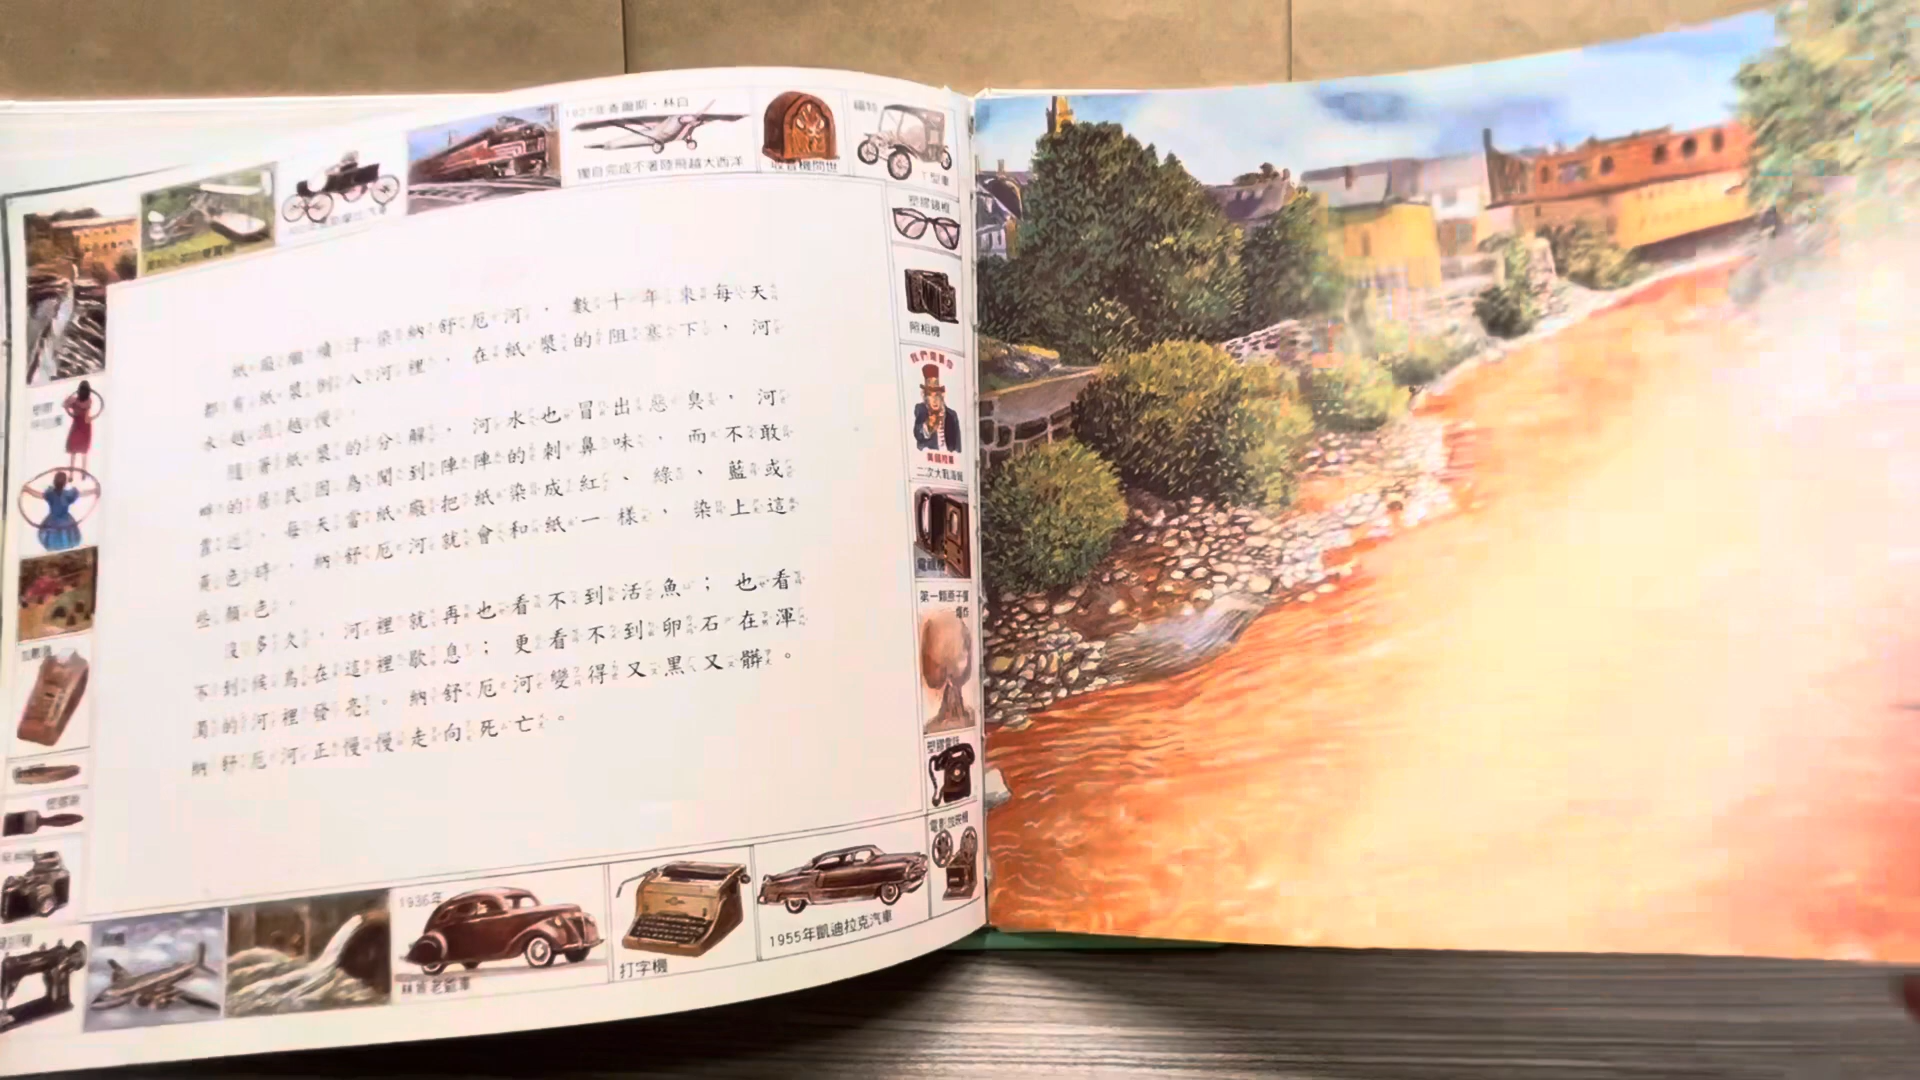 紙廠繼續汙染納舒厄河，數十年來每天
都有紙漿倒入河裡，在紙漿的阻塞下，河
水越流越慢。
隨著紙漿的分解，河水也冒出惡臭，河
畔的居民因為聞到陣陣的刺鼻味，而不敢
靠近。每天當紙廠把紙染成紅、綠、藍或
黃色時，納舒厄河就會和紙一樣，染上這
些顏色。
沒多久，河裡就再也看不到活魚；也看
不到候鳥在這裡歇息；更看不到卵石在渾
濁的河裡發亮。納舒厄河變得又黑又髒。
納舒厄河正慢慢走向死亡。
1927年查爾斯·林白
獨自完成不著陸飛越大西洋
收音機問世
福特
T型車
塑膠鏡框
照相機
我們需要你
美國陸軍
二次大戰海報
電視機
第一顆原子彈
爆炸
塑膠電話
電影放映機
1955年凱迪拉克汽車
打字機
1936年
林肯老爺車